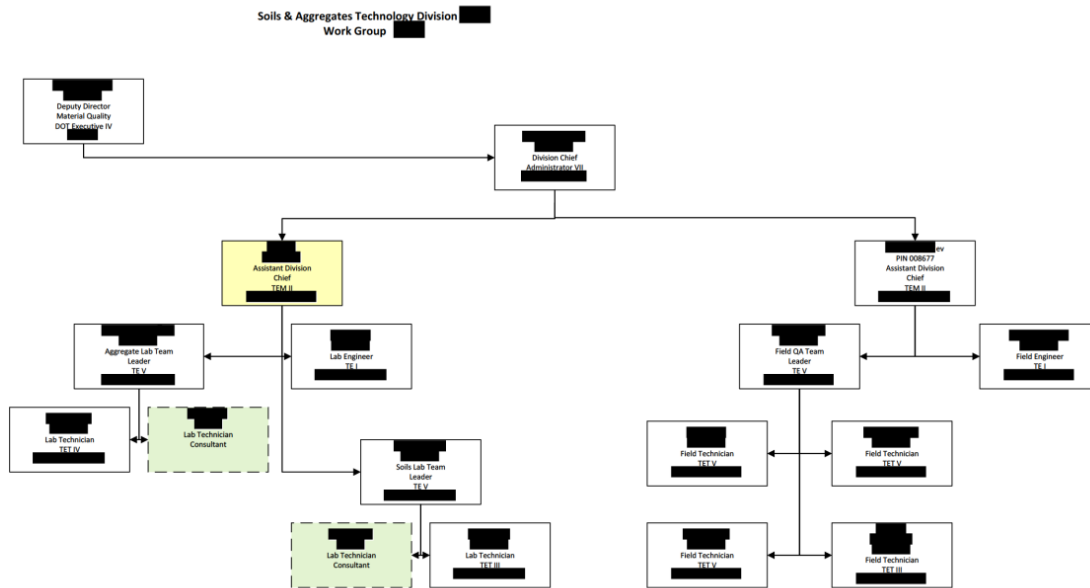 Soils & Aggregates Technology Division
Work Group
Deputy Director
Material Quality
DOT Executive IV
Division Chief
Administrator VII
Assistant Division
Chief
TEM II
ev
PIN 008677
Assistant Division
Chief
TEM II
Aggregate Lab Team
Leader
TE V
Lab Engineer
TE I
Field QA Team
Leader
TE V
Field Engineer
TE I
Lab Technician
TET IV
Lab Technician
Consultant
Soils Lab Team
Leader
TE V
Field Technician
TET V
Field Technician
TET V
Lab Technician
Consultant
Lab Technician
TET III
Field Technician
TET V
Field Technician
TET III